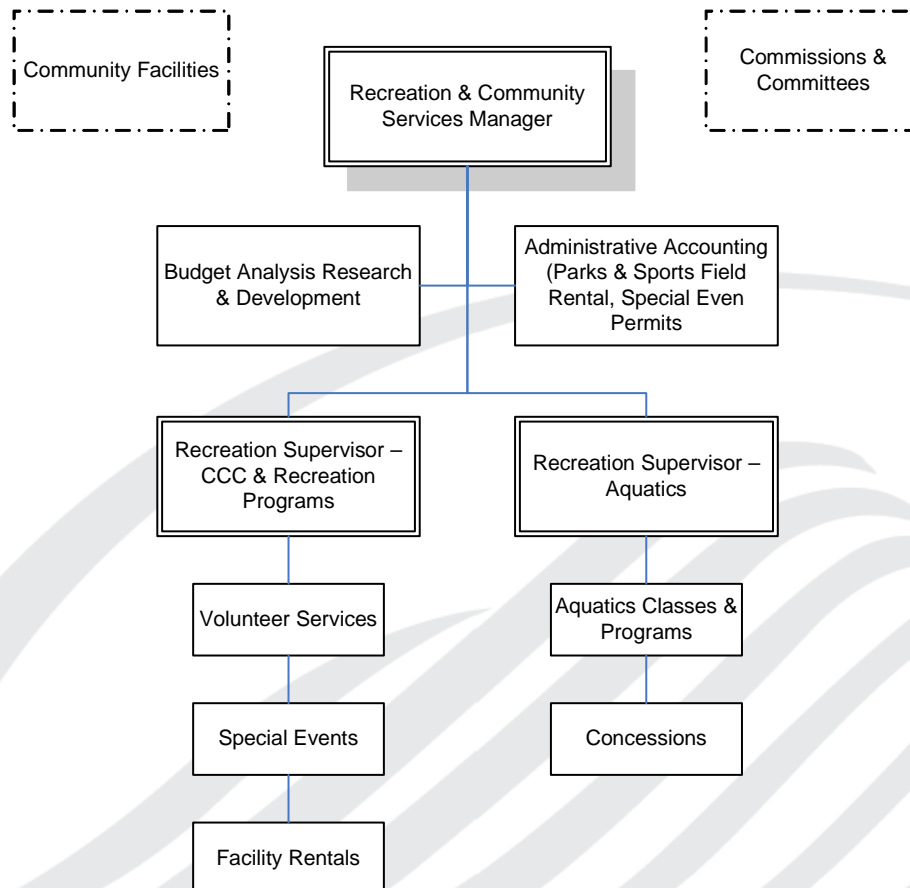 Community Facilities
Recreation & Community
Services Manager
Commissions &
Committees
Budget Analysis Research
& Development
Administrative Accounting
(Parks & Sports Field
Rental, Special Even
Permits
Recreation Supervisor –
CCC & Recreation
Programs
Recreation Supervisor –
Aquatics
Volunteer Services
Aquatics Classes &
Programs
Special Events
Concessions
Facility Rentals